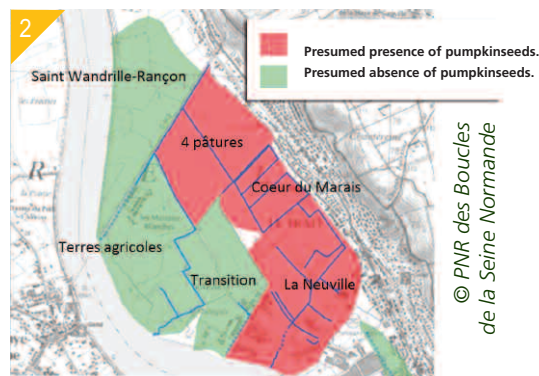 2
Presumed presence of pumpkinseeds.
Presumed absence of pumpkinseeds.
Saint Wandrille-Rançon
4 pâtures
Coeur du Marais
Terres agricoles
Transition
La Neuville
R
© PNR des Boucles
de la Seine Normande